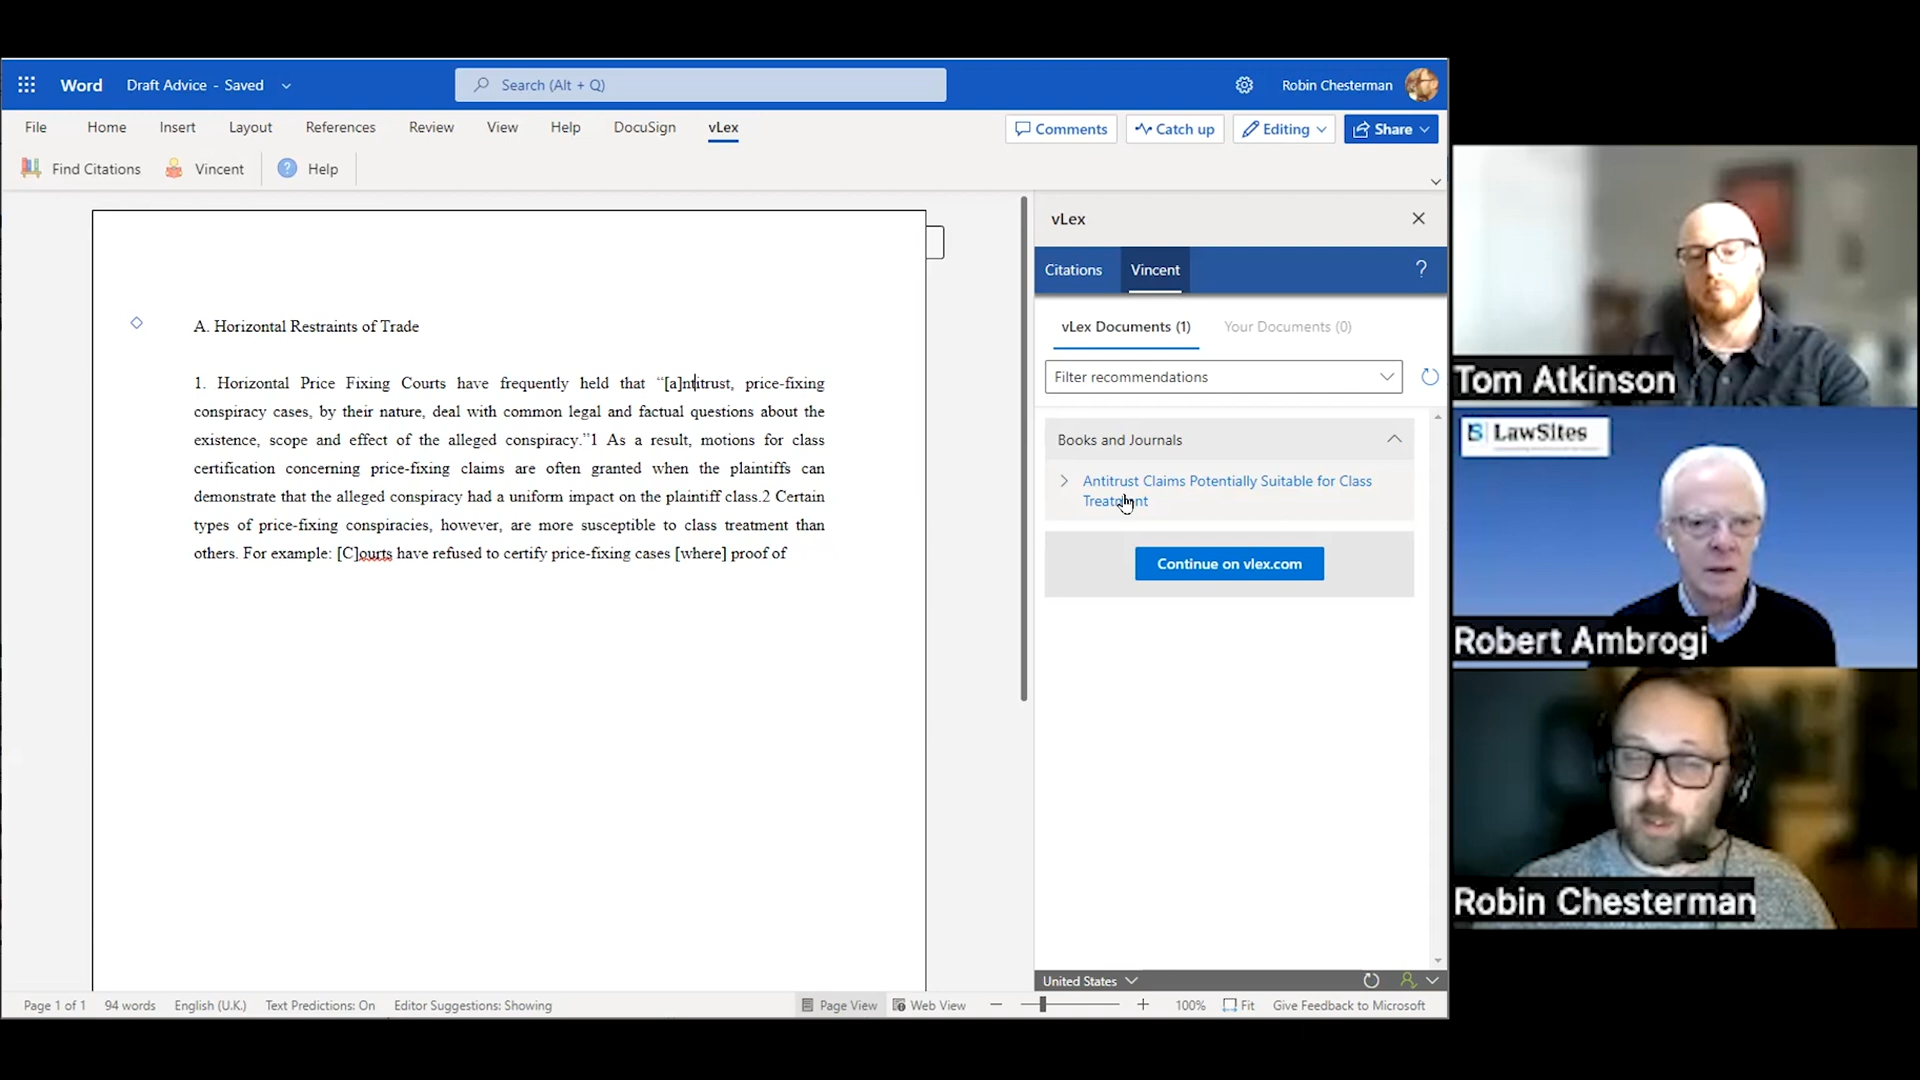 Word
Draft Advice - Saved
Search (Alt + Q)
Robin Chesterman
File Home Insert Layout References Review View Help DocuSign vLex
Comments Catch up Editing Share
Find Citations Vincent ? Help
vLex
Citations Vincent ?
vLex Documents (1) Your Documents (0)
Filter recommendations
Books and Journals
Antitrust Claims Potentially Suitable for Class
Treatment
Continue on vlex.com
A. Horizontal Restraints of Trade
1. Horizontal Price Fixing Courts have frequently held that “[a]ntitrust, price-fixing
conspiracy cases, by their nature, deal with common legal and factual questions about the
existence, scope and effect of the alleged conspiracy.”1 As a result, motions for class
certification concerning price-fixing claims are often granted when the plaintiffs can
demonstrate that the alleged conspiracy had a uniform impact on the plaintiff class.2 Certain
types of price-fixing conspiracies, however, are more susceptible to class treatment than
others. For example: [C]ourts have refused to certify price-fixing cases [where] proof of
United States
Page 1 of 1 94 words English (U.K.) Text Predictions: On Editor Suggestions: Showing Page View Web View 100% Fit Give Feedback to Microsoft
Tom Atkinson
LawSites
Robert Ambrogi
Robin Chesterman